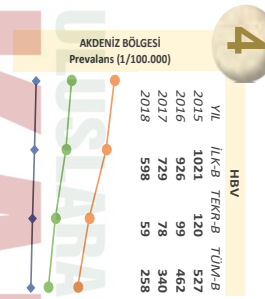 4
AKDENİZ BÖLGESİ
Prevalans (1/100.000)
HBV
YIL İLK-B TEKR-B TÜM-B
2015 1021 120 527
2016 926 99 462
2017 729 78 340
2018 598 59 258
ULUSLARA